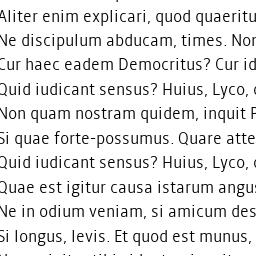 Aliter enim explicari, quod quaeritu
Ne discipulum abducam, times. Non
Cur haec eadem Democritus? Cur id
Quid iudicant sensus? Huius, Lyco,
Non quam nostram quidem, inquit P
Si quae forte-possumus. Quare atte
Quid iudicant sensus? Huius, Lyco,
Quae est igitur causa istarum angus
Ne in odium veniam, si amicum des
Si longus, levis. Et quod est munus,